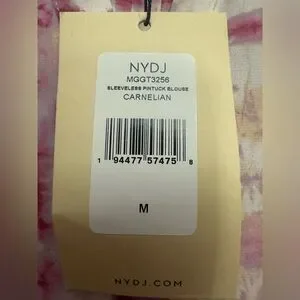 NYDJ
MGGT3256
SLEEVELESS PINTUCK BLOUSE
CARNELIAN
1 94477 57475 8
M
NYDJ.COM